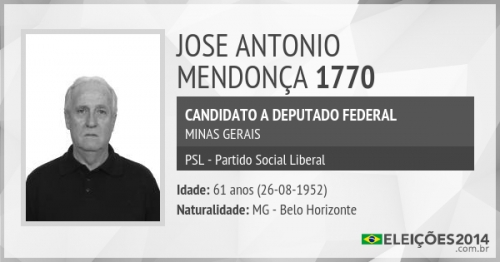 JOSE ANTONIO
MENDONÇA 1770
CANDIDATO A DEPUTADO FEDERAL
MINAS GERAIS
PSL - Partido Social Liberal
Idade: 61 anos (26-08-1952)
Naturalidade: MG - Belo Horizonte
ELEIÇÕES2014
.com.br